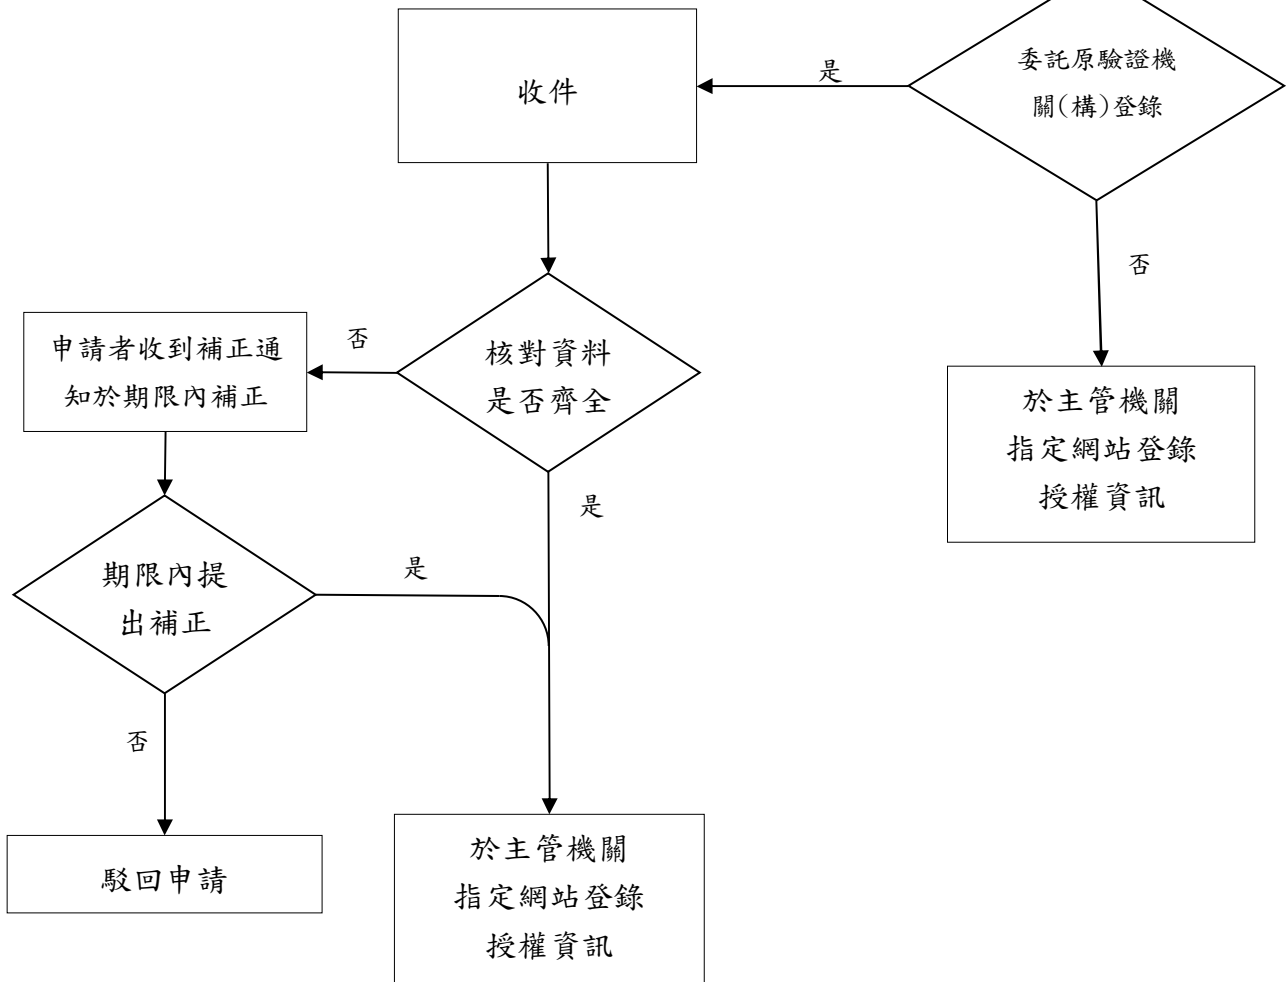 收件
是
委託原驗證機
關(構)登錄
否
核對資料
是否齊全
否
申請者收到補正通
知於期限內補正
於主管機關
指定網站登錄
授權資訊
是
期限內提
出補正
是
否
駁回申請
於主管機關
指定網站登錄
授權資訊